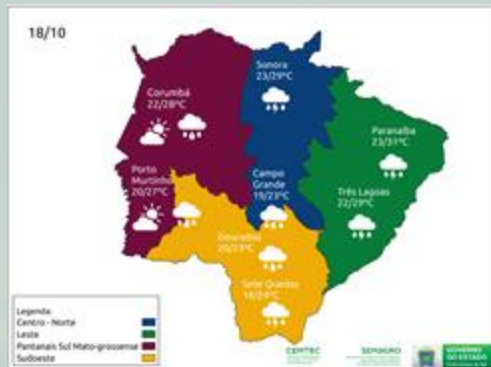 18/10
Sonora
23/29°C
Corumbá
22/28°C
Paranaíba
23/31°C
Porto
Murtinho
20/27°C
Campo
Grande
19/23°C
Três Lagoas
22/29°C
Dourados
20/23°C
Sete Quedas
18/24°C
Legenda:
Centro - Norte
Leste
Pantanais Sul Mato-grossense
Sudoeste
CEMTEC
SEMAGRO
GOVERNO
DO ESTADO